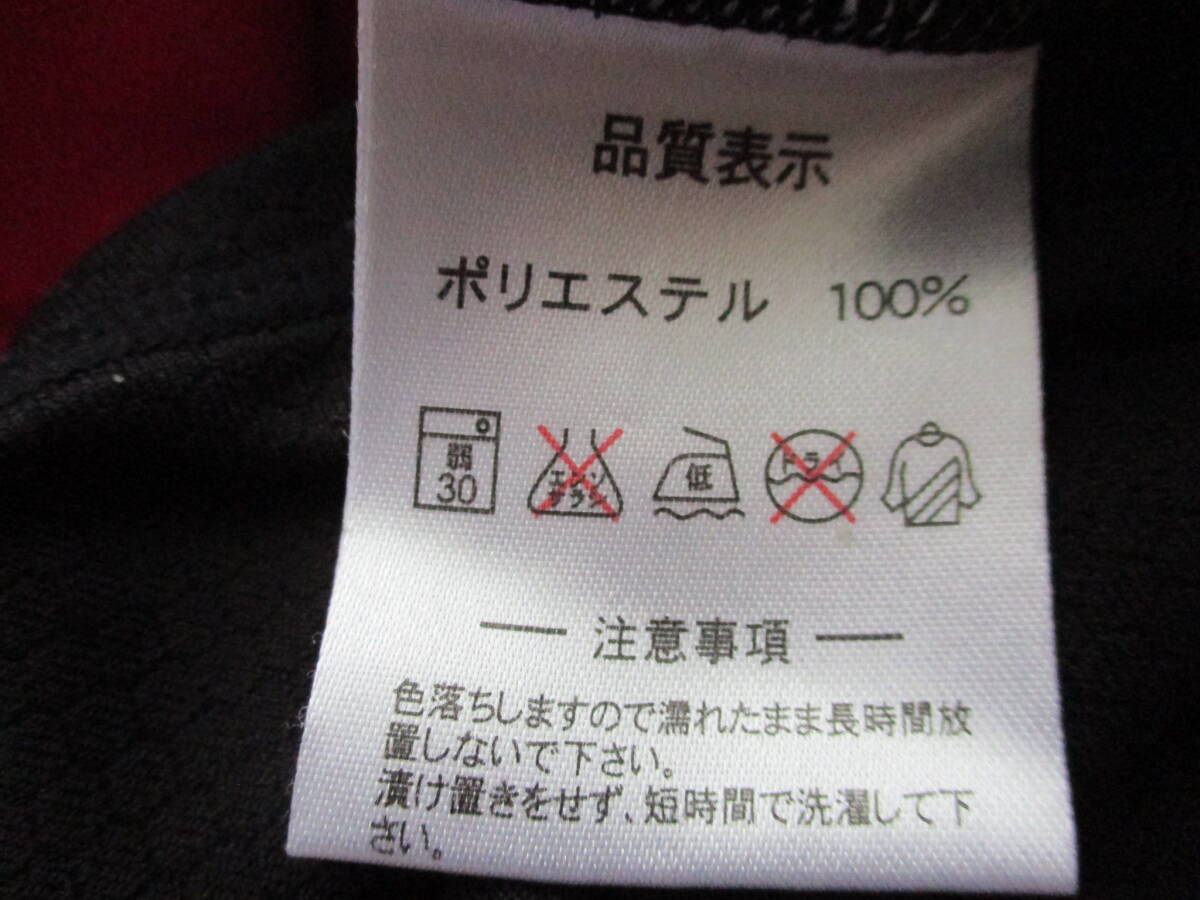 品質表示
ポリエステル 100%
弱
30
エンソ
サラシ
低
ドライ
注意事項
色落ちしますので濡れたまま長時間放
置しないで下さい。
漬け置きをせず、短時間で洗濯して下
さい。